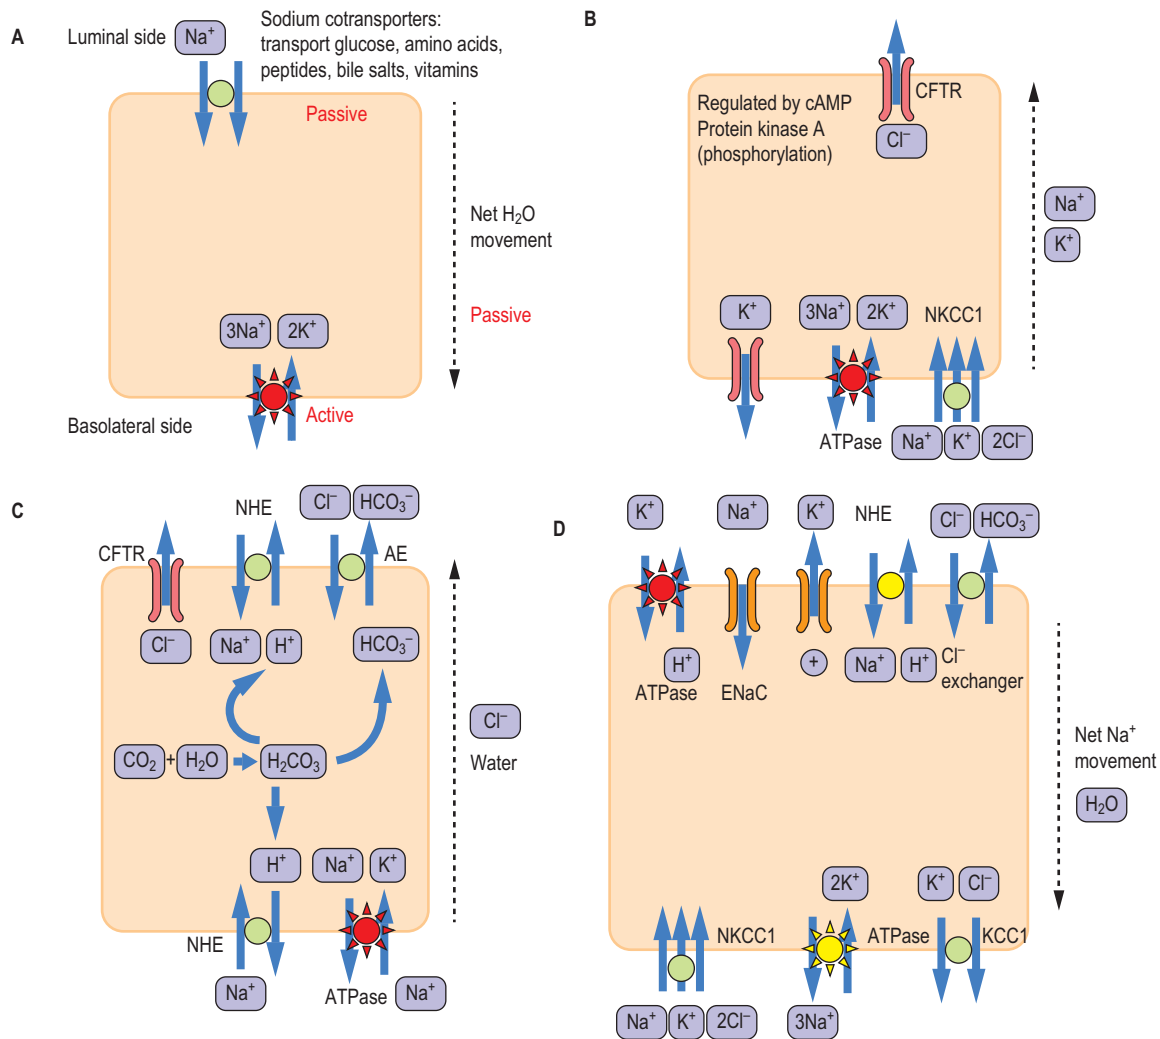 A
Luminal side
Na⁺
Sodium cotransporters:
transport glucose, amino acids,
peptides, bile salts, vitamins
Passive
Net H₂O
movement
Passive
3Na⁺
2K⁺
Active
Basolateral side
B
CFTR
Regulated by cAMP
Protein kinase A
(phosphorylation)
Cl⁻
Na⁺
K⁺
K⁺
3Na⁺
2K⁺
NKCC1
ATPase
Na⁺
K⁺
2Cl⁻
C
NHE
Cl⁻
HCO₃⁻
CFTR
AE
Cl⁻
Na⁺
H⁺
HCO₃⁻
CO₂
+
H₂O
H₂CO₃
Cl⁻
Water
H⁺
Na⁺
K⁺
NHE
Na⁺
ATPase
Na⁺
D
K⁺
Na⁺
K⁺
NHE
Cl⁻
HCO₃⁻
H⁺
+
Na⁺
H⁺
Cl⁻
exchanger
ATPase
ENaC
Net Na⁺
movement
H₂O
2K⁺
K⁺
Cl⁻
NKCC1
ATPase
KCC1
Na⁺
K⁺
2Cl⁻
3Na⁺